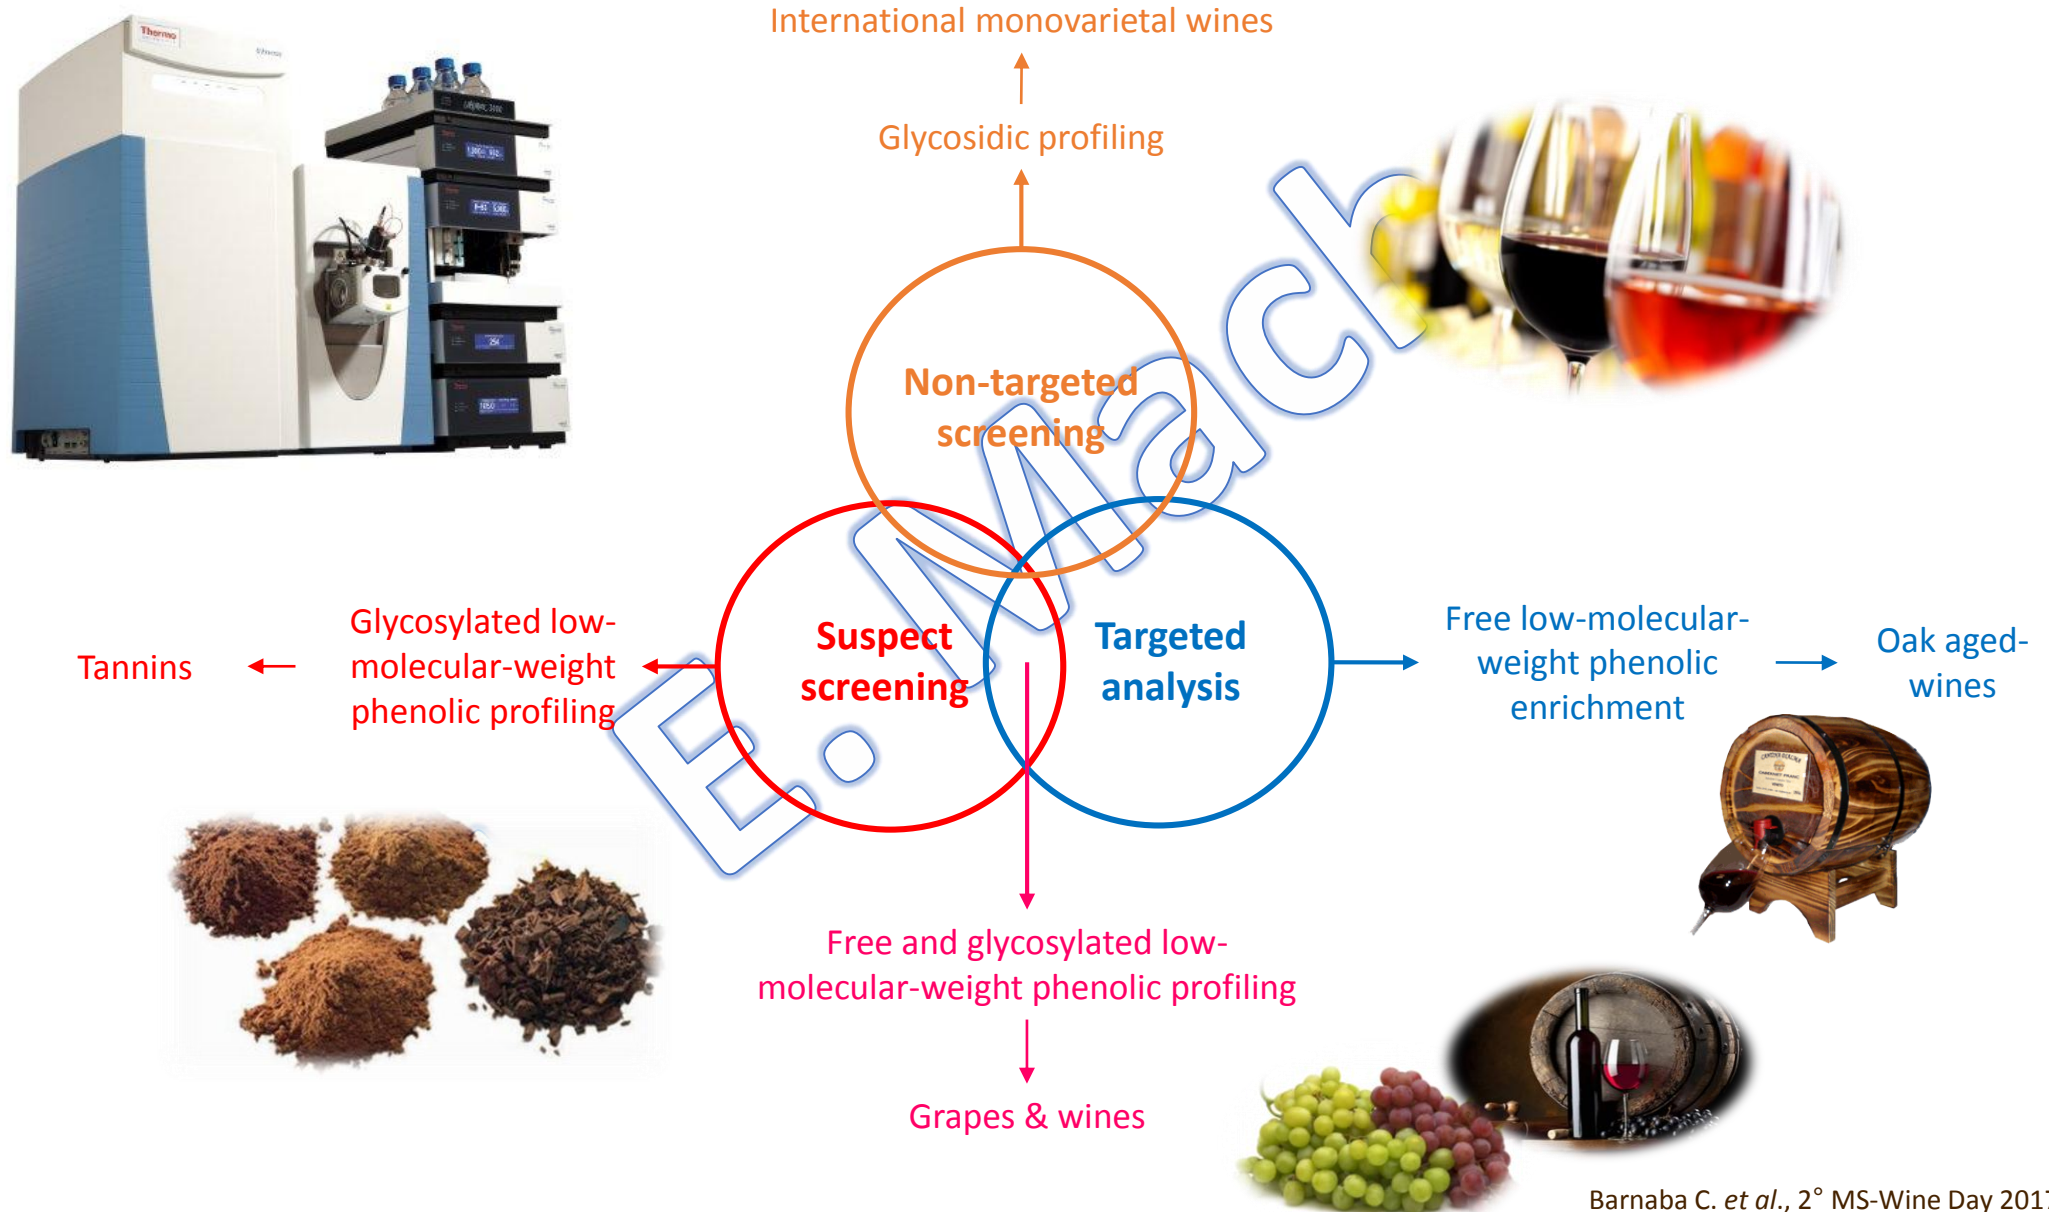 International monovarietal wines
Glycosidic profiling
Thermo
Non-targeted
screening
Suspect
screening
Targeted
analysis
Glycosylated low-
molecular-weight
phenolic profiling
Tannins
Free low-molecular-
weight phenolic
enrichment
Oak aged-
wines
Free and glycosylated low-
molecular-weight phenolic profiling
Grapes & wines
E. Mach
Barnaba C. et al., 2° MS-Wine Day 2017